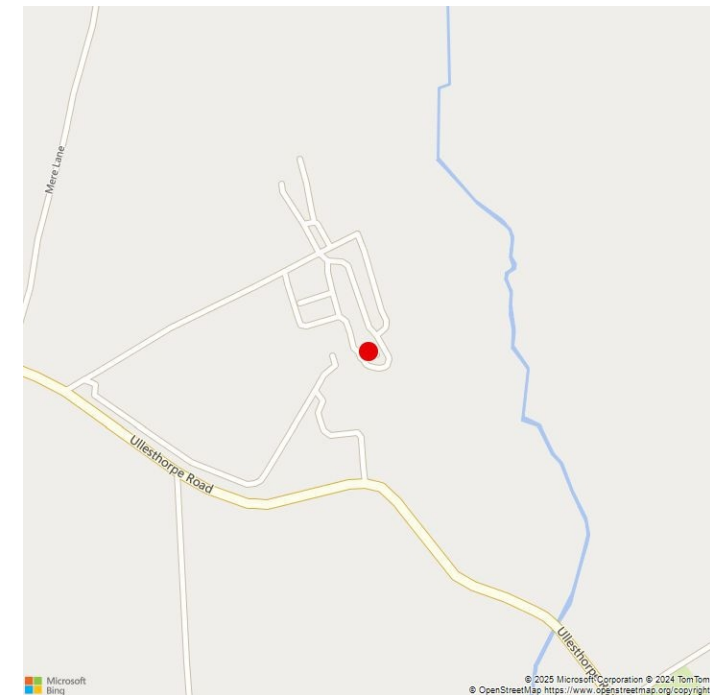 Mere Lane
Ullesthorpe Road
Ullesthorpe R
Microsoft
Bing
© 2025 Microsoft Corporation © 2024 TomTom
© OpenStreetMap https://www.openstreetmap.org/copyright